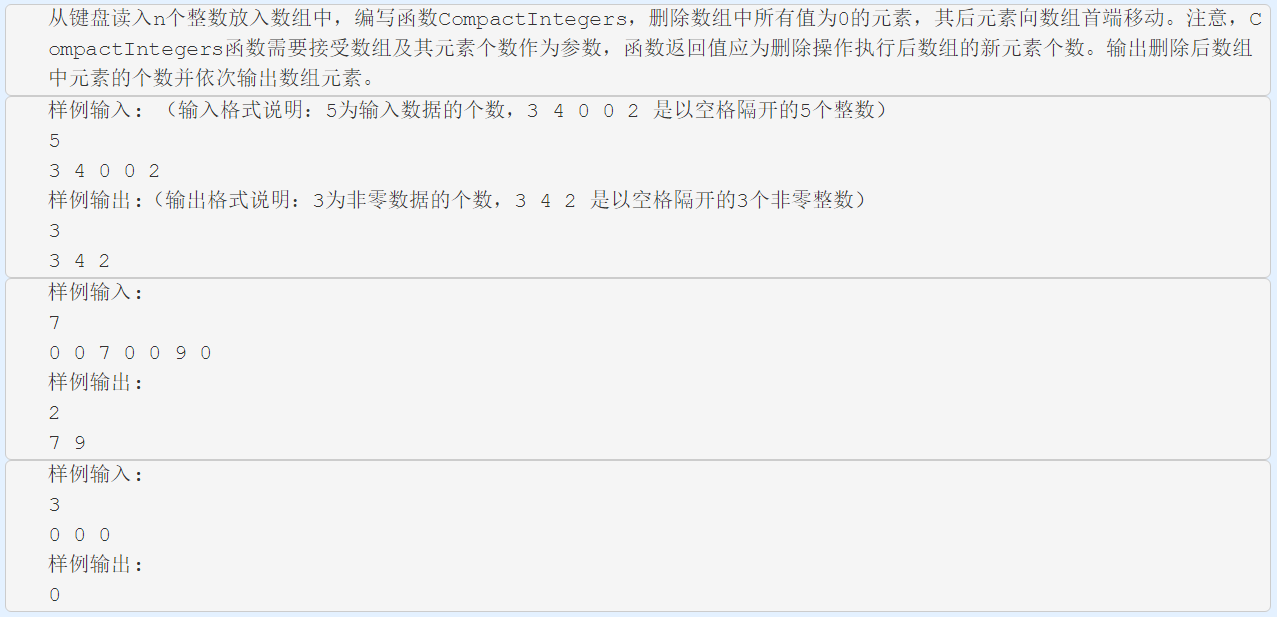 从键盘读入n个整数放入数组中，编写函数CompactIntegers，删除数组中所有值为0的元素，其后元素向数组首端移动。注意，C
ompactIntegers函数需要接受数组及其元素个数作为参数，函数返回值应为删除操作执行后数组的新元素个数。输出删除后数组
中元素的个数并依次输出数组元素。
样例输入: （输入格式说明：5为输入数据的个数，3 4 0 0 2 是以空格隔开的5个整数）
5
3 4 0 0 2
样例输出:（输出格式说明：3为非零数据的个数，3 4 2 是以空格隔开的3个非零整数）
3
3 4 2
样例输入:
7
0 0 7 0 0 9 0
样例输出:
2
7 9
样例输入:
3
0 0 0
样例输出:
0